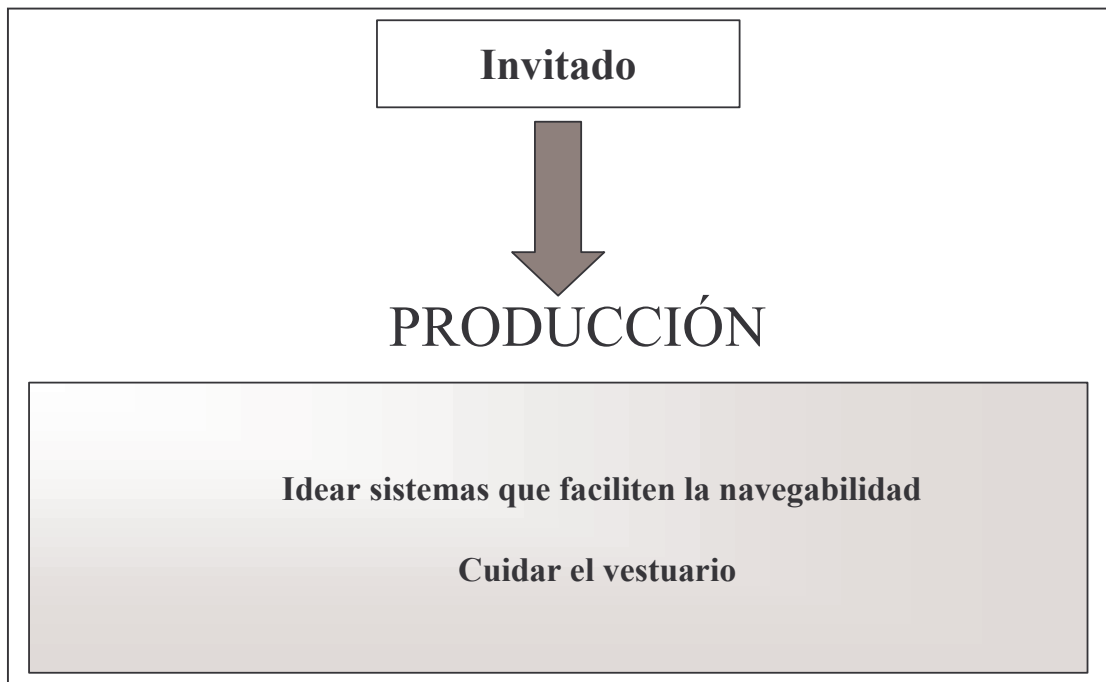 Invitado
PRODUCCIÓN
Idear sistemas que faciliten la navegabilidad
Cuidar el vestuario